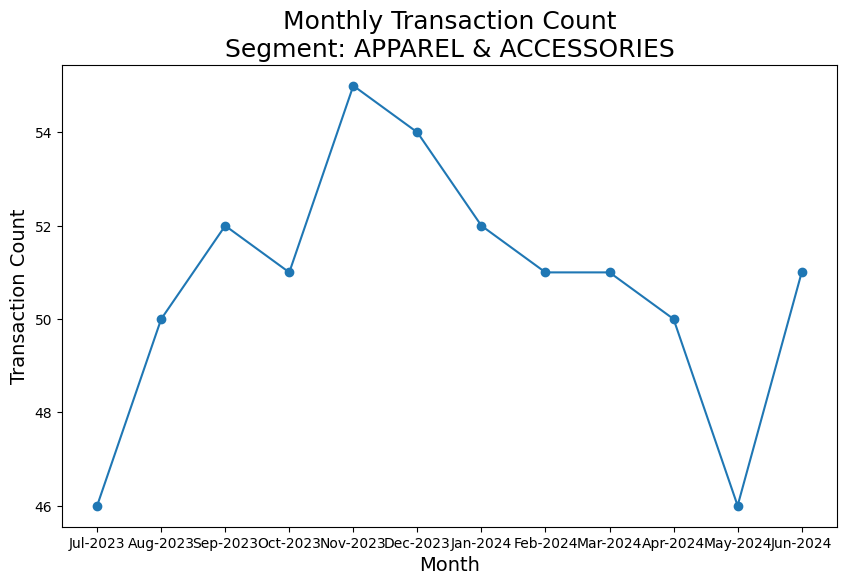 Monthly Transaction Count
Segment: APPAREL & ACCESSORIES
Transaction Count
54
52
50
48
46
Jul-2023 Aug-2023 Sep-2023 Oct-2023 Nov-2023 Dec-2023 Jan-2024 Feb-2024 Mar-2024 Apr-2024 May-2024 Jun-2024
Month